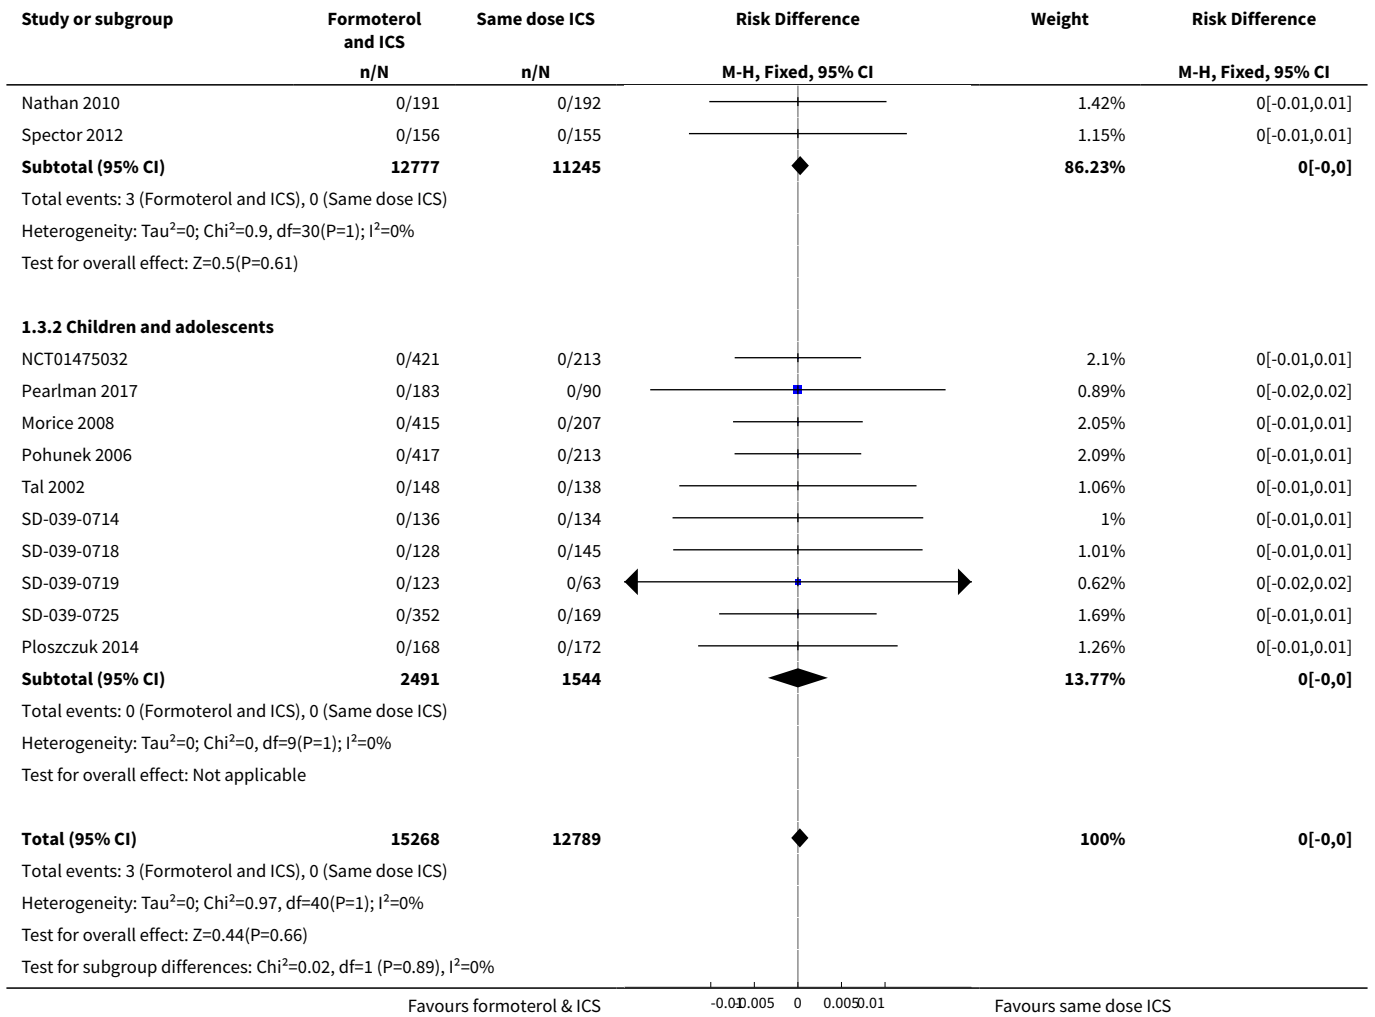 Study or subgroup Formoterol and ICS Same dose ICS Risk Difference Weight Risk Difference
n/N n/N M-H, Fixed, 95% CI M-H, Fixed, 95% CI
Nathan 2010 0/191 0/192 1.42% 0[-0.01,0.01]
Spector 2012 0/156 0/155 1.15% 0[-0.01,0.01]
Subtotal (95% CI) 12777 11245 86.23% 0[-0,0]
Total events: 3 (Formoterol and ICS), 0 (Same dose ICS)
Heterogeneity: Tau²=0; Chi²=0.9, df=30(P=1); I²=0%
Test for overall effect: Z=0.5(P=0.61)
1.3.2 Children and adolescents
NCT01475032 0/421 0/213 2.1% 0[-0.01,0.01]
Pearlman 2017 0/183 0/90 0.89% 0[-0.02,0.02]
Morice 2008 0/415 0/207 2.05% 0[-0.01,0.01]
Pohunek 2006 0/417 0/213 2.09% 0[-0.01,0.01]
Tal 2002 0/148 0/138 1.06% 0[-0.01,0.01]
SD-039-0714 0/136 0/134 1% 0[-0.01,0.01]
SD-039-0718 0/128 0/145 1.01% 0[-0.01,0.01]
SD-039-0719 0/123 0/63 0.62% 0[-0.02,0.02]
SD-039-0725 0/352 0/169 1.69% 0[-0.01,0.01]
Ploszczuk 2014 0/168 0/172 1.26% 0[-0.01,0.01]
Subtotal (95% CI) 2491 1544 13.77% 0[-0,0]
Total events: 0 (Formoterol and ICS), 0 (Same dose ICS)
Heterogeneity: Tau²=0; Chi²=0, df=9(P=1); I²=0%
Test for overall effect: Not applicable
Total (95% CI) 15268 12789 100% 0[-0,0]
Total events: 3 (Formoterol and ICS), 0 (Same dose ICS)
Heterogeneity: Tau²=0; Chi²=0.97, df=40(P=1); I²=0%
Test for overall effect: Z=0.44(P=0.66)
Test for subgroup differences: Chi²=0.02, df=1 (P=0.89), I²=0%
Favours formoterol & ICS -0.01 -0.005 0 0.005 0.01 Favours same dose ICS